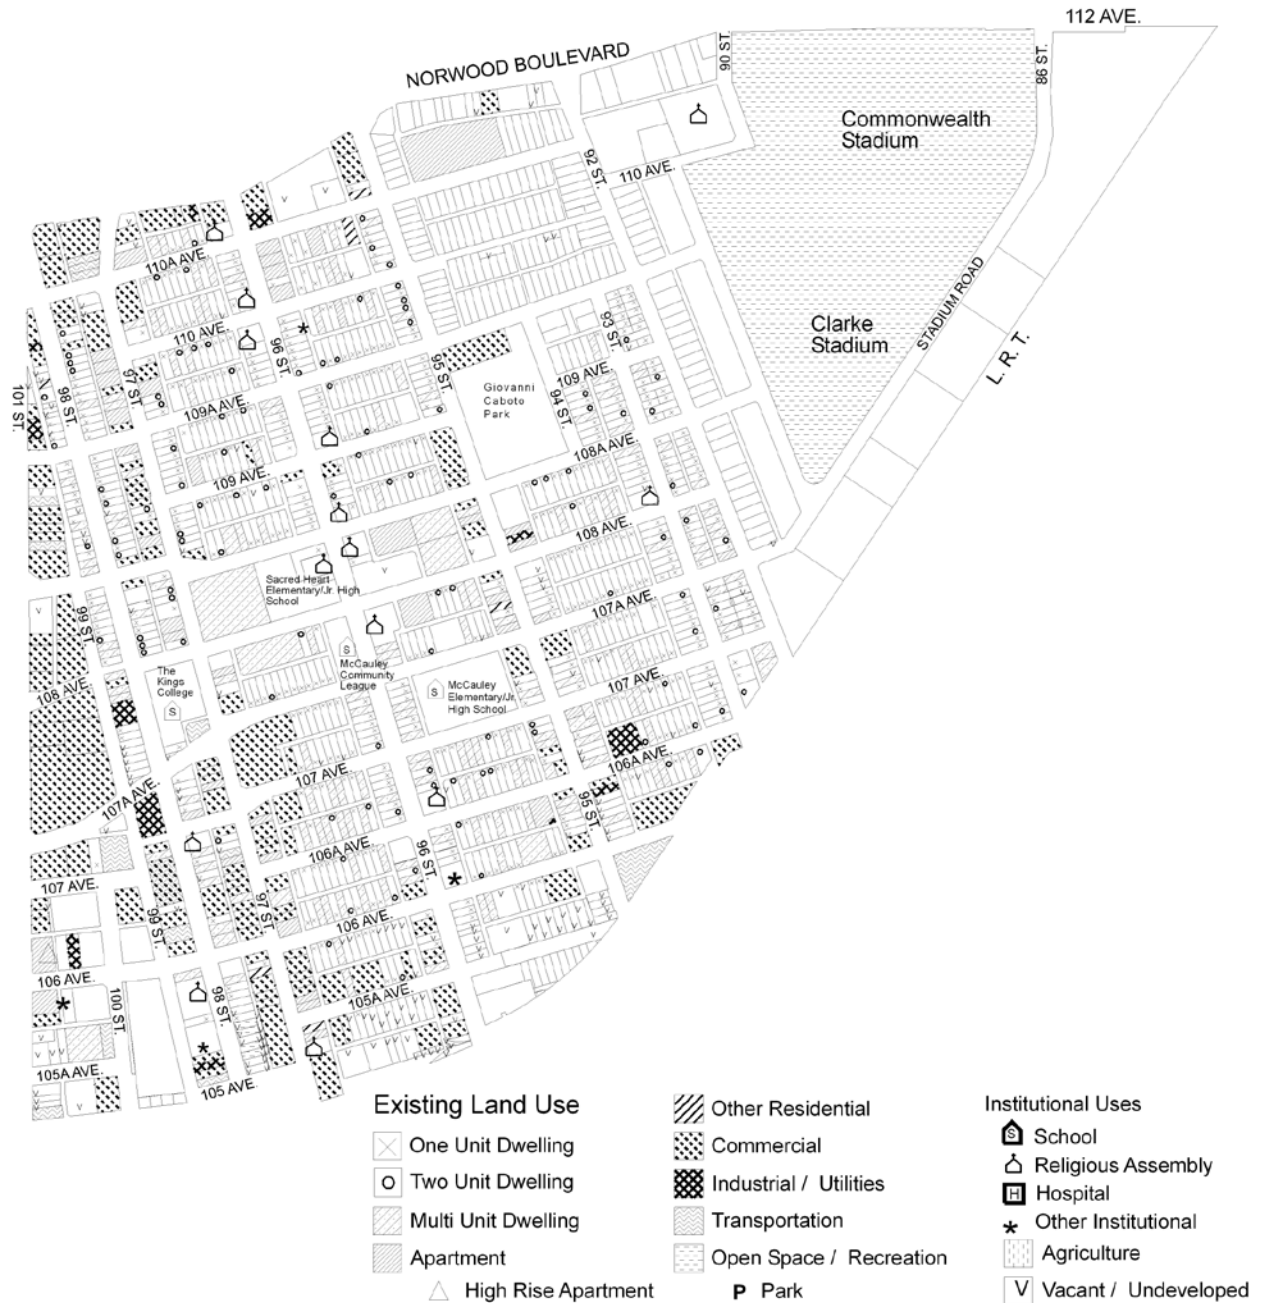 112 AVE.
NORWOOD BOULEVARD
90 ST.
86 ST.
Commonwealth
Stadium
92 ST.
110 AVE.
110A AVE
STADIUM ROAD
Clarke
Stadium
L. R. T.
110 AVE.
96 ST.
93 ST.
101 ST.
98 ST.
97 ST.
95 ST.
109 AVE.
Giovanni
Caboto
Park
94 ST.
109A AVE.
108A AVE.
109 AVE.
108 AVE.
Sacred Heart
Elementary/Jr. High
School
107A AVE.
99 ST.
S
McCauley
Community
League
The
Kings
College
S
S
McCauley
Elementary/Jr.
High School
107 AVE.
108 AVE.
107 AVE.
106A AVE.
107A AVE.
95 ST.
106A AVE.
96 ST.
107 AVE.
99 ST.
97 ST.
106 AVE.
106 AVE.
100 ST.
98 ST.
105A AVE.
105A AVE.
105 AVE.
Existing Land Use
One Unit Dwelling
Two Unit Dwelling
Multi Unit Dwelling
Apartment
High Rise Apartment
Other Residential
Commercial
Industrial / Utilities
Transportation
Open Space / Recreation
P Park
Institutional Uses
S School
Religious Assembly
H Hospital
* Other Institutional
Agriculture
V Vacant / Undeveloped